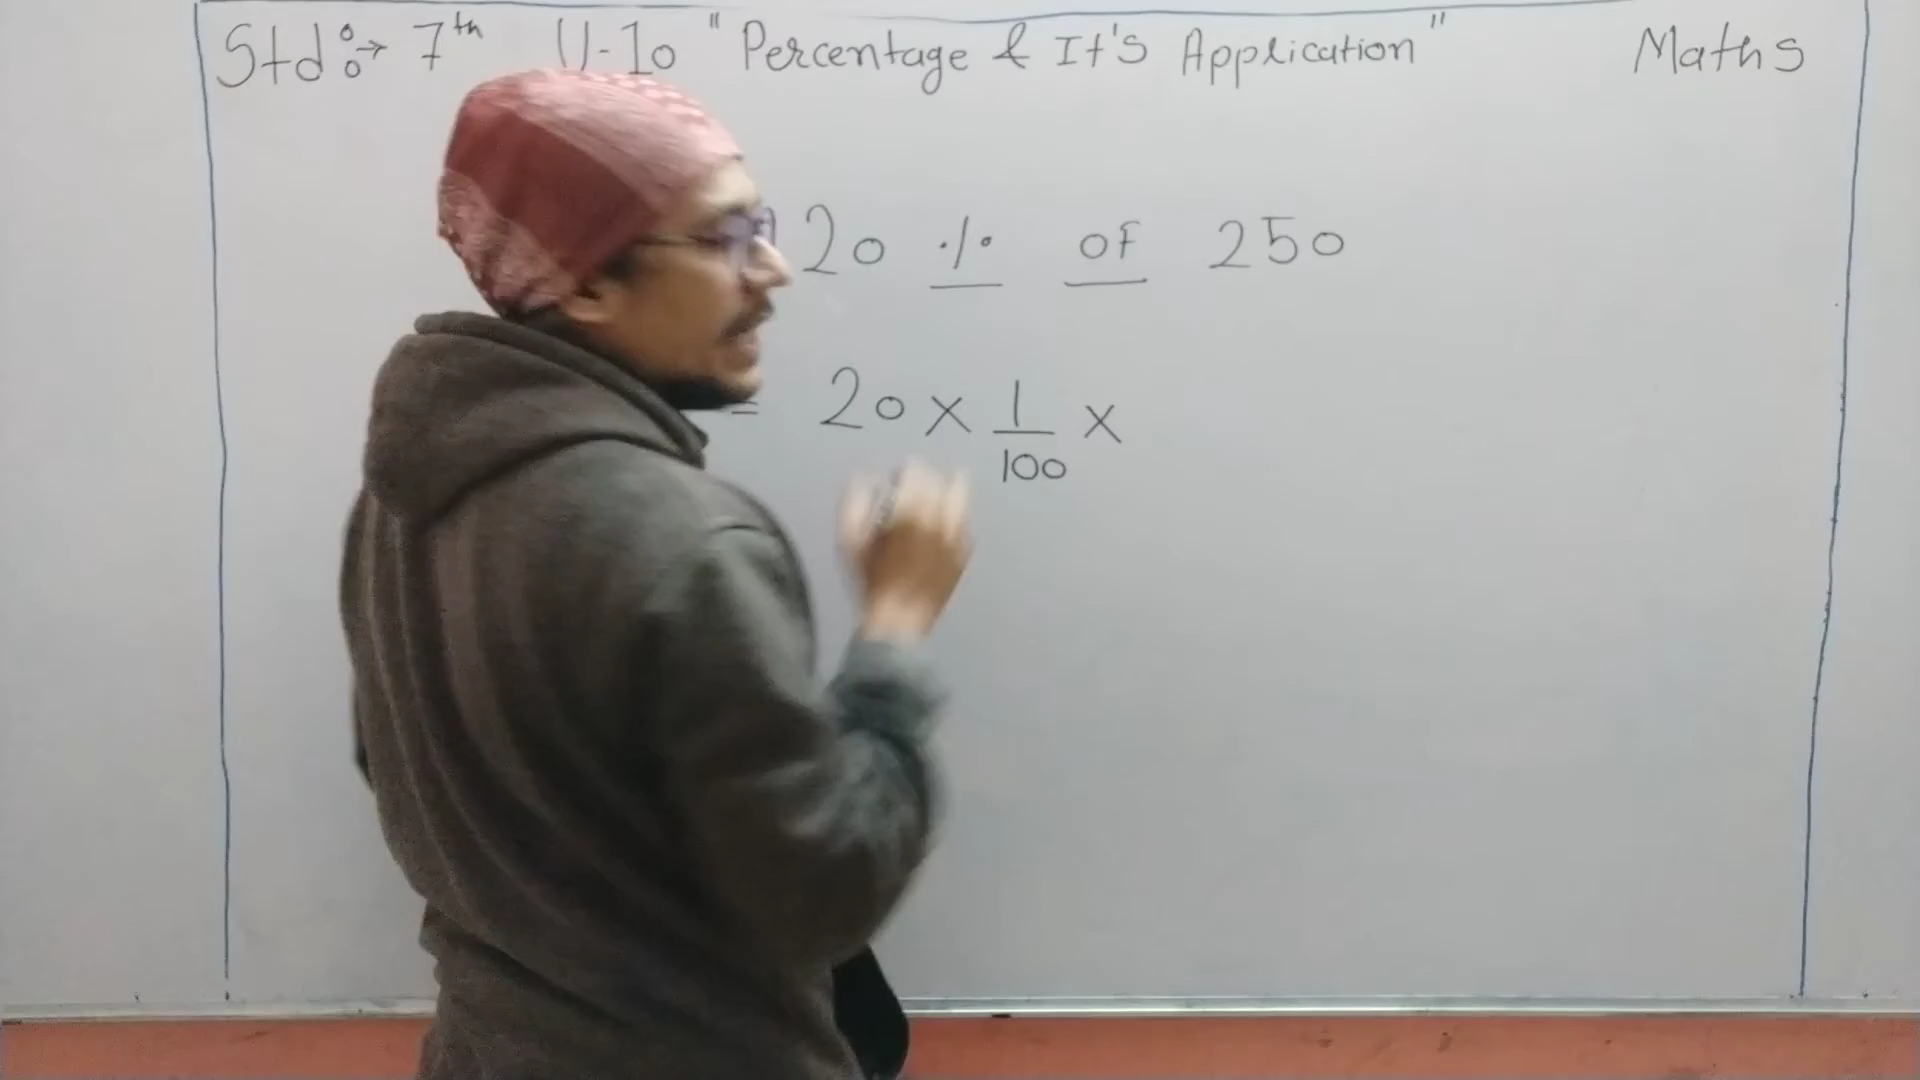 Std :→ 7th U-10 "Percentage & It's Application" Maths
20 % of 250
= 20 × 1/100 ×